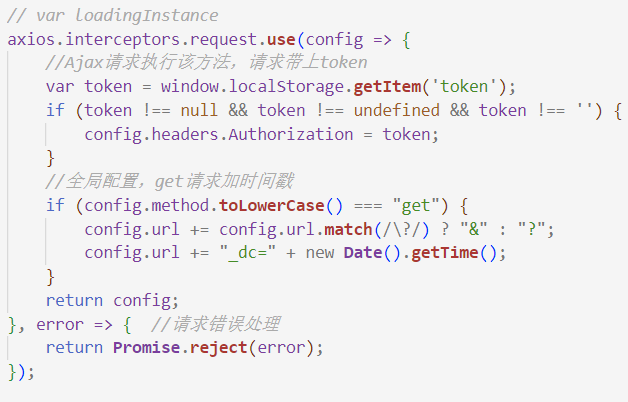 // var loadingInstance
axios.interceptors.request.use(config => {
    //Ajax请求执行该方法，请求带上token
    var token = window.localStorage.getItem('token');
    if (token !== null && token !== undefined && token !== '') {
        config.headers.Authorization = token;
    }
    //全局配置，get请求加时间戳
    if (config.method.toLowerCase() === "get") {
        config.url += config.url.match(/\?/) ? "&" : "?";
        config.url += "_dc=" + new Date().getTime();
    }
    return config;
}, error => {  //请求错误处理
    return Promise.reject(error);
});